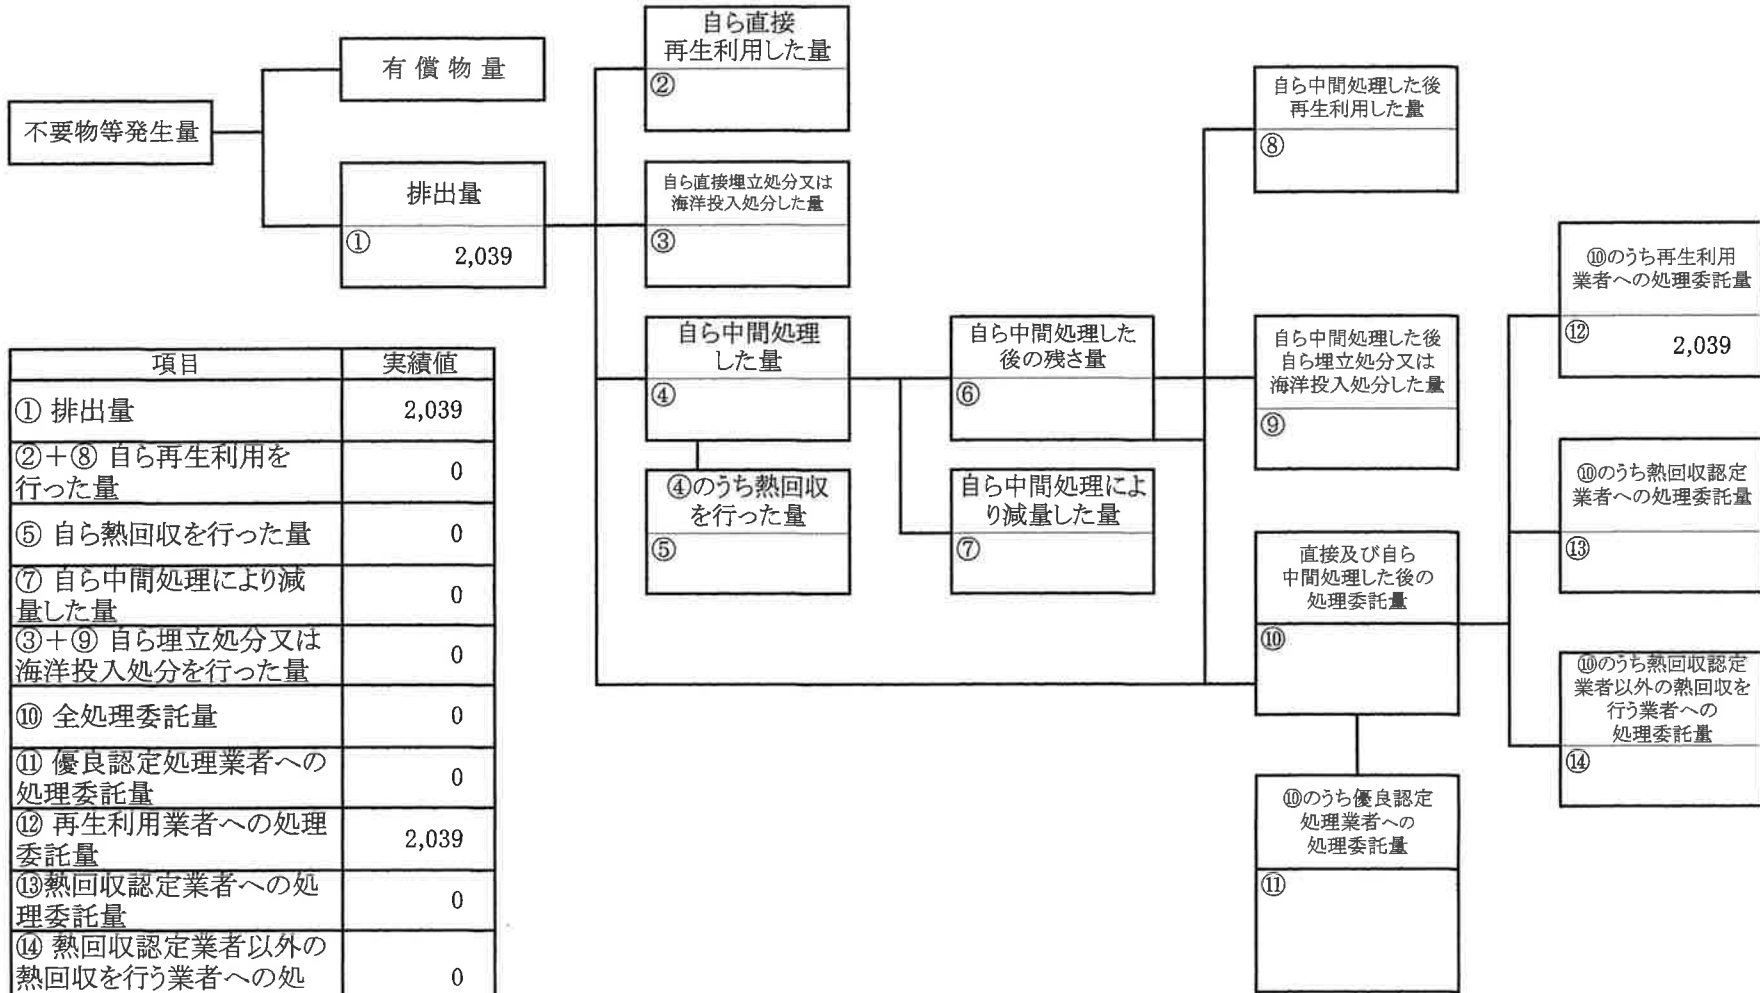 不要物等発生量
有償物量
排出量
①
2,039
自ら直接
再生利用した量
②
自ら直接埋立処分又は
海洋投入処分した量
③
自ら中間処理
した量
④
④のうち熱回収
を行った量
⑤
自ら中間処理した
後の残さ量
⑥
自ら中間処理によ
り減量した量
⑦
自ら中間処理した後
再生利用した量
⑧
自ら中間処理した後
自ら埋立処分又は
海洋投入処分した量
⑨
直接及び自ら
中間処理した後の
処理委託量
⑩
⑩のうち優良認定
処理業者への
処理委託量
⑪
⑩のうち再生利用
業者への処理委託量
⑫
2,039
⑩のうち熱回収認定
業者への処理委託量
⑬
⑩のうち熱回収認定
業者以外の熱回収を
行う業者への
処理委託量
⑭
項目 実績値
① 排出量 2,039
②+⑧ 自ら再生利用を
行った量 0
⑤ 自ら熱回収を行った量 0
⑦ 自ら中間処理により減
量した量 0
③+⑨ 自ら埋立処分又は
海洋投入処分を行った量 0
⑩ 全処理委託量 0
⑪ 優良認定処理業者への
処理委託量 0
⑫ 再生利用業者への処理
委託量 2,039
⑬熱回収認定業者への処
理委託量 0
⑭ 熱回収認定業者以外の
熱回収を行う業者への処 0